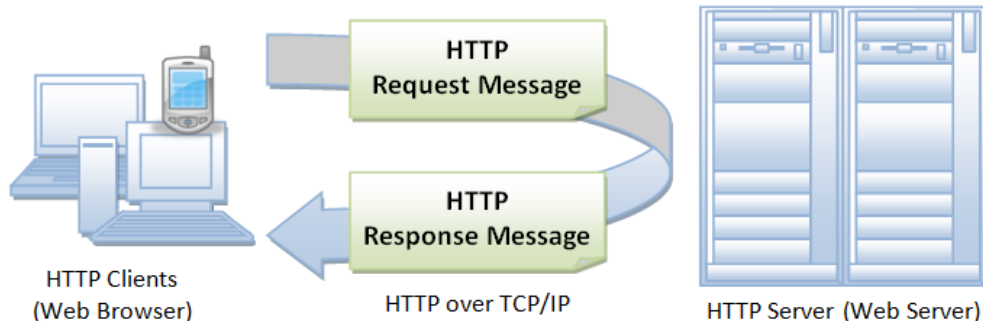 HTTP
Request Message
HTTP
Response Message
HTTP Clients
(Web Browser)
HTTP over TCP/IP
HTTP Server (Web Server)